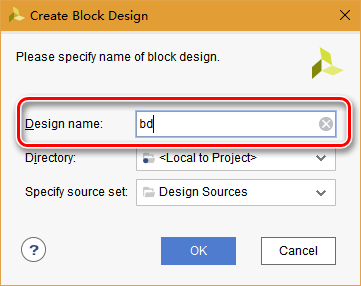 Create Block Design
Please specify name of block design.
Design name: bd
Directory: <Local to Project>
Specify source set: Design Sources
? OK Cancel